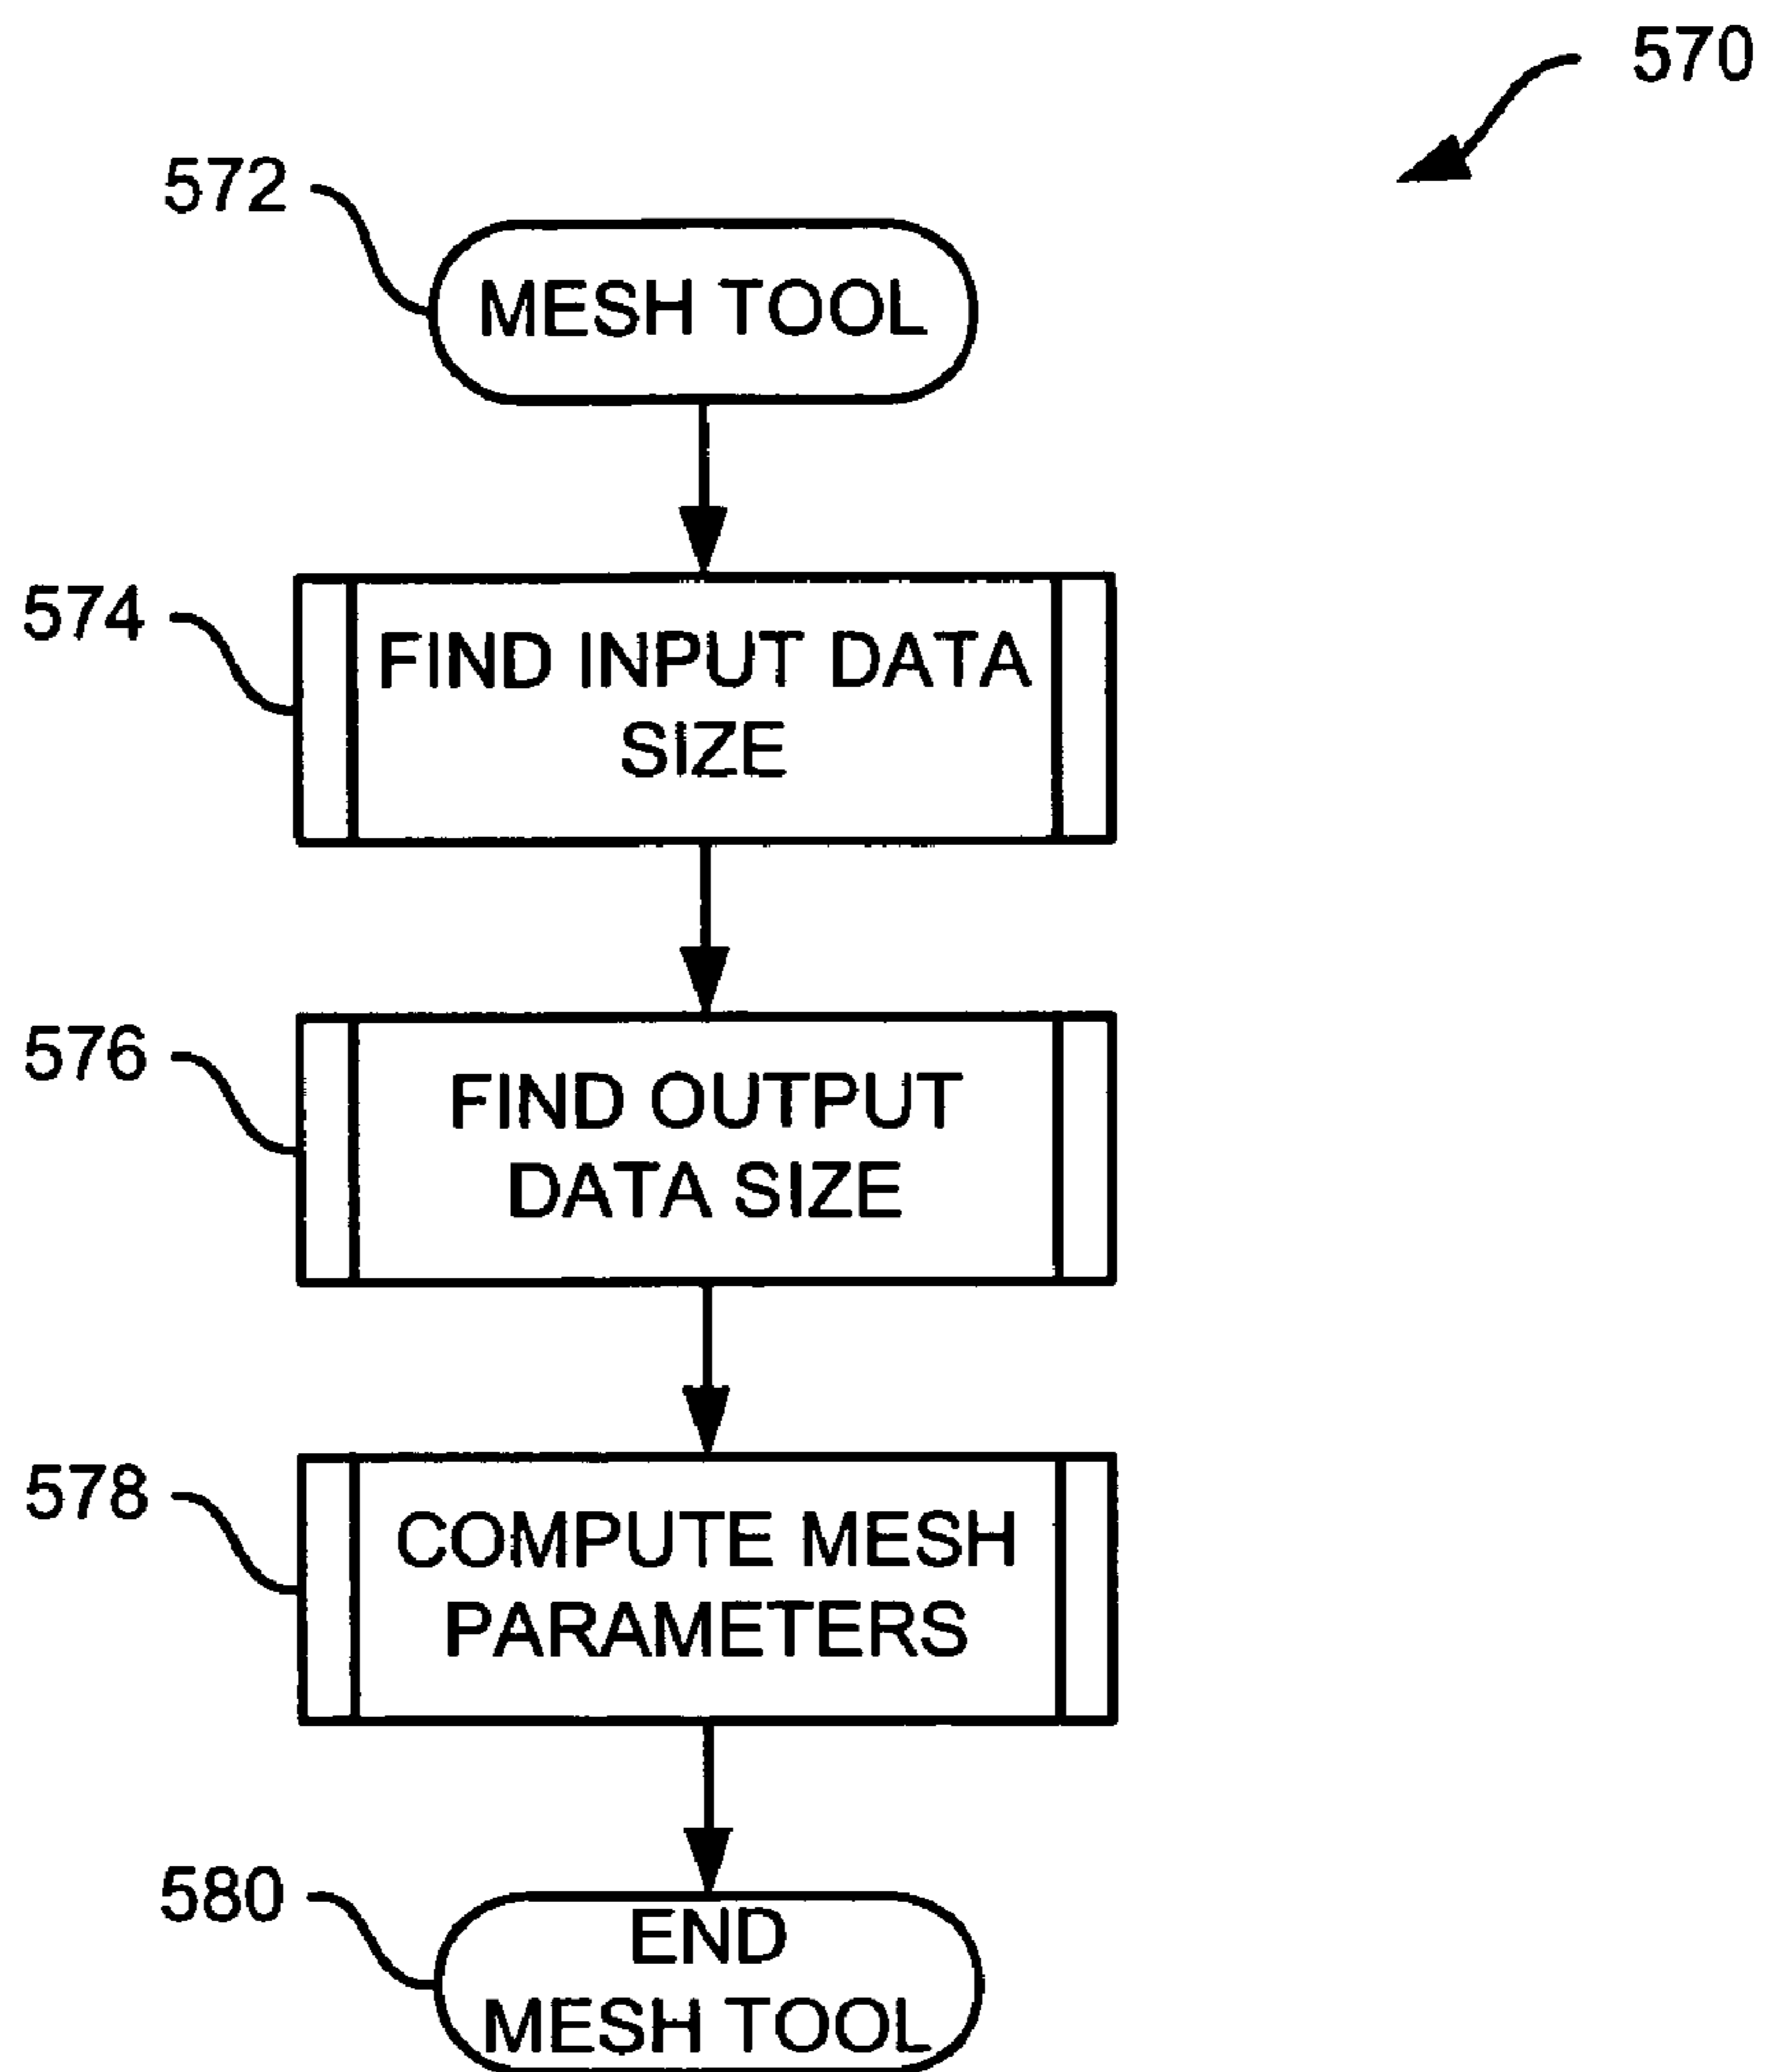 570
572
MESH TOOL
574
FIND INPUT DATA
SIZE
576
FIND OUTPUT
DATA SIZE
578
COMPUTE MESH
PARAMETERS
580
END
MESH TOOL